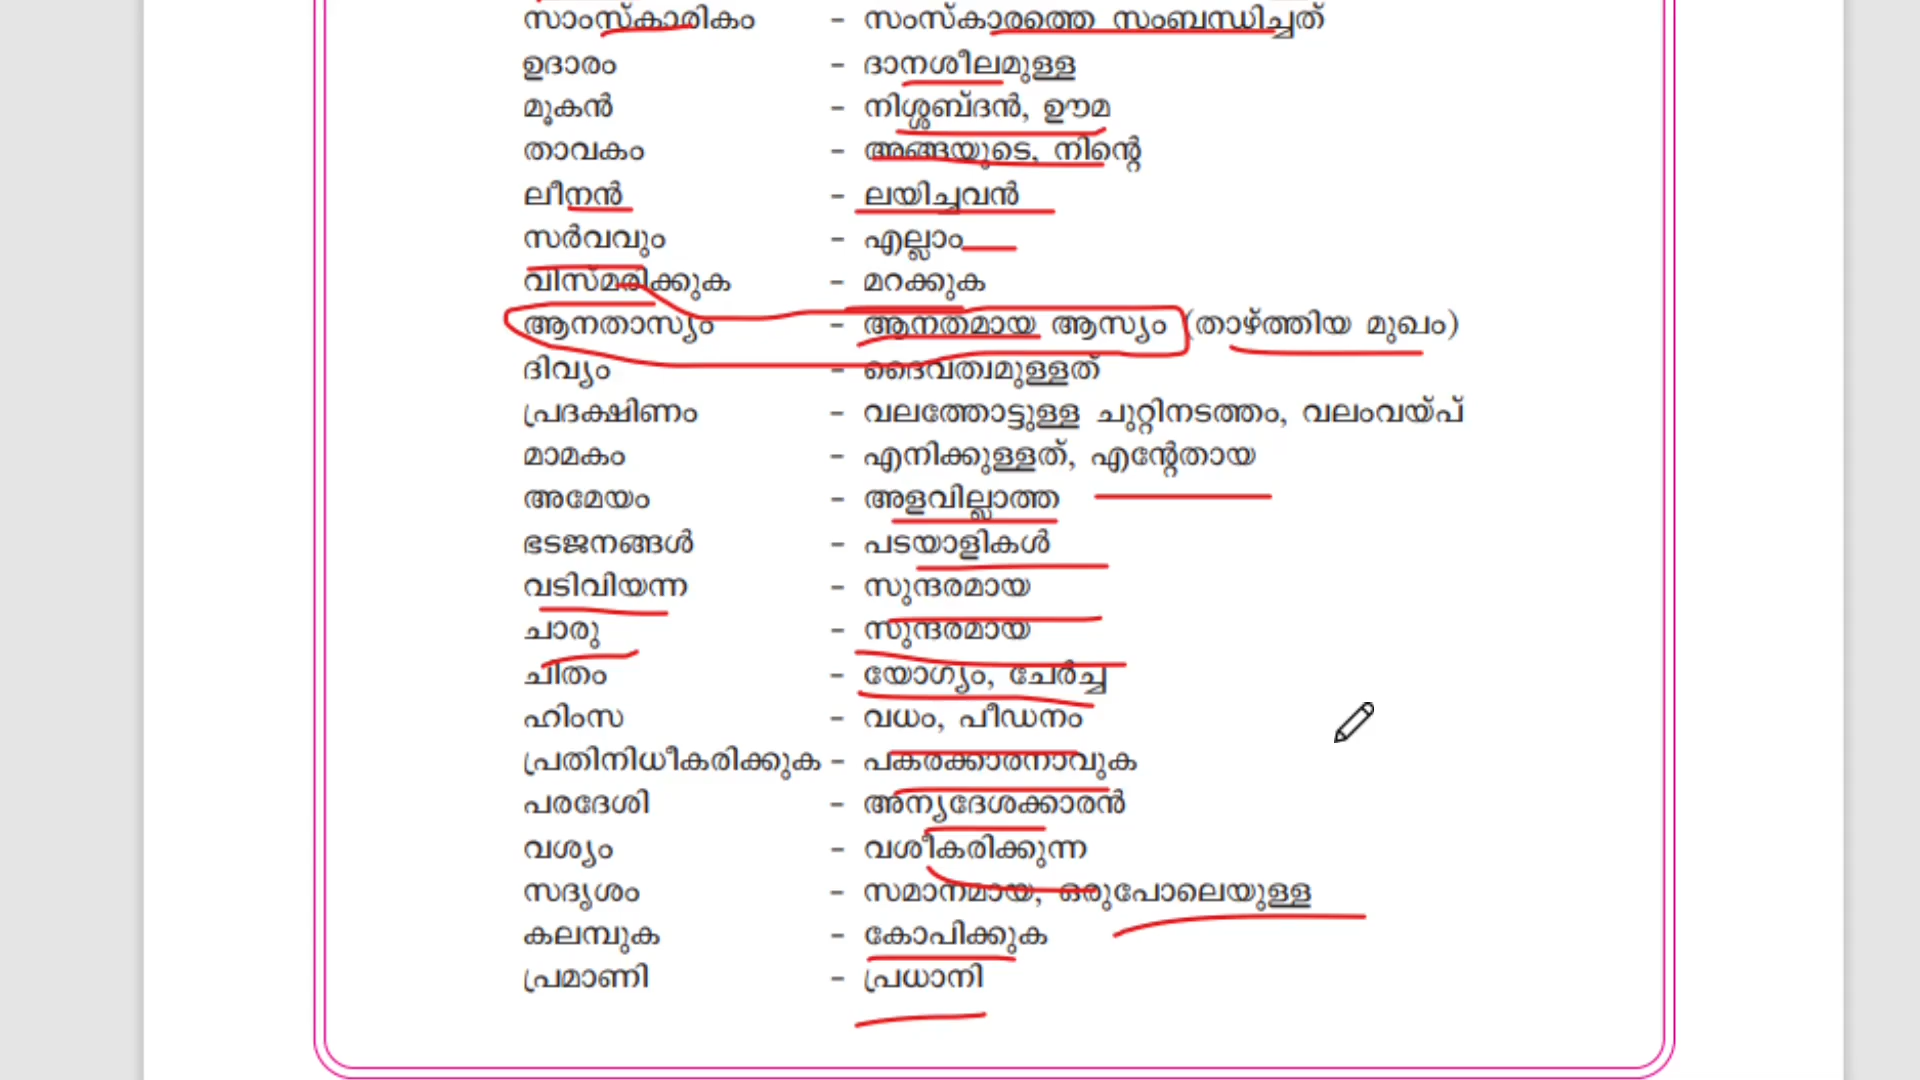 സാംസ്കാരികം - സംസ്കാരത്തെ സംബന്ധിച്ചത്
ഉദാരം - ദാനശീലമുള്ള
മൂകൻ - നിശ്ശബ്ദൻ, ഊമ
താവകം - അങ്ങയുടെ, നിന്റെ
ലീനൻ - ലയിച്ചവൻ
സർവവും - എല്ലാം
വിസ്മരിക്കുക - മറക്കുക
ആനതാസ്യം - ആനതമായ ആസ്യം (താഴ്ത്തിയ മുഖം)
ദിവ്യം - ദൈവത്വമുള്ളത്
പ്രദക്ഷിണം - വലത്തോട്ടുള്ള ചുറ്റിനടത്തം, വലംവയ്പ്
മാമകം - എനിക്കുള്ളത്, എന്റേതായ
അമേയം - അളവില്ലാത്ത
ഭടജനങ്ങൾ - പടയാളികൾ
വടിവിയന്ന - സുന്ദരമായ
ചാരു - സുന്ദരമായ
ചിതം - യോഗ്യം, ചേർച്ച
ഹിംസ - വധം, പീഡനം
പ്രതിനിധീകരിക്കുക - പകരക്കാരനാവുക
പരദേശി - അന്യദേശക്കാരൻ
വശ്യം - വശീകരിക്കുന്ന
സദൃശം - സമാനമായ, ഒരുപോലെയുള്ള
കലമ്പുക - കോപിക്കുക
പ്രമാണി - പ്രധാനി